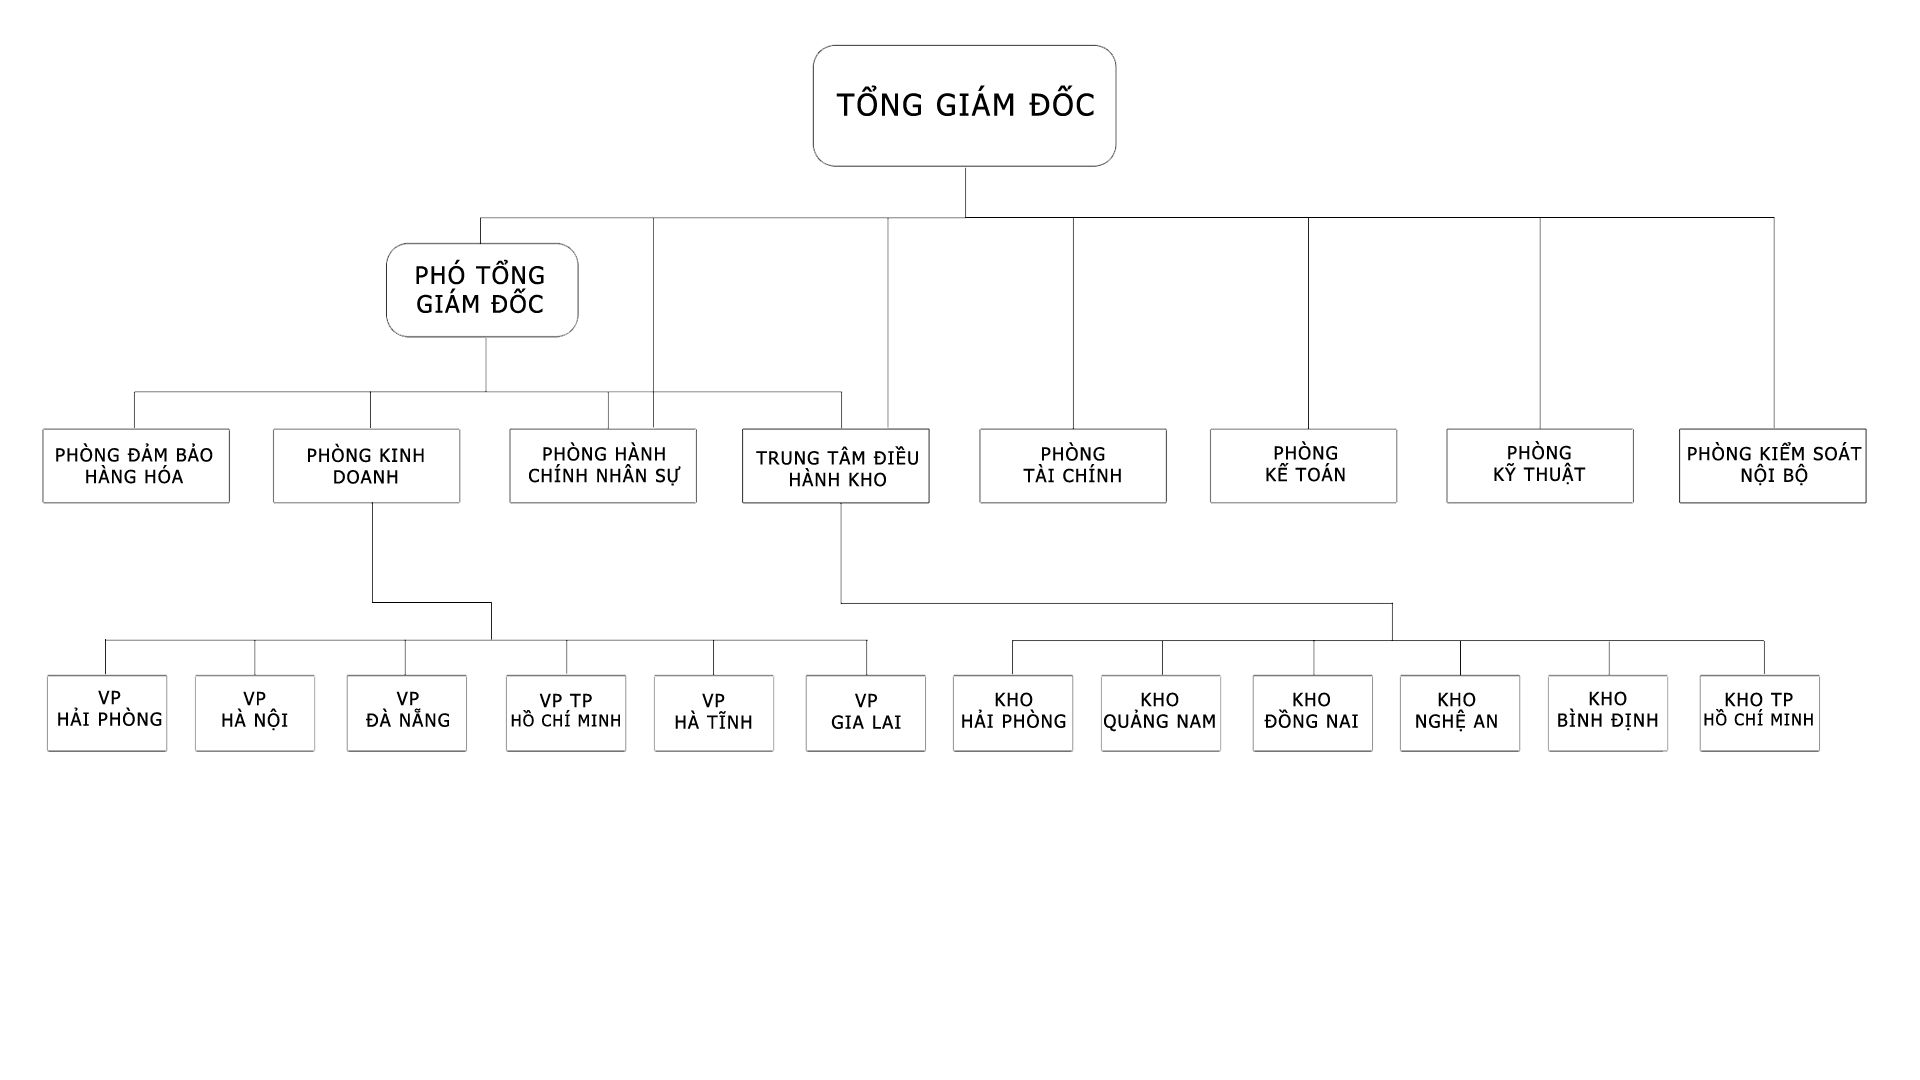 TỔNG GIÁM ĐỐC
PHÓ TỔNG
GIÁM ĐỐC
PHÒNG ĐẢM BẢO
HÀNG HÓA
PHÒNG KINH
DOANH
PHÒNG HÀNH
CHÍNH NHÂN SỰ
TRUNG TÂM ĐIỀU
HÀNH KHO
PHÒNG
TÀI CHÍNH
PHÒNG
KẾ TOÁN
PHÒNG
KỸ THUẬT
PHÒNG KIỂM SOÁT
NỘI BỘ
VP
HẢI PHÒNG
VP
HÀ NỘI
VP
ĐÀ NẴNG
VP TP
HỒ CHÍ MINH
VP
HÀ TĨNH
VP
GIA LAI
KHO
HẢI PHÒNG
KHO
QUẢNG NAM
KHO
ĐỒNG NAI
KHO
NGHỆ AN
KHO
BÌNH ĐỊNH
KHO TP
HỒ CHÍ MINH